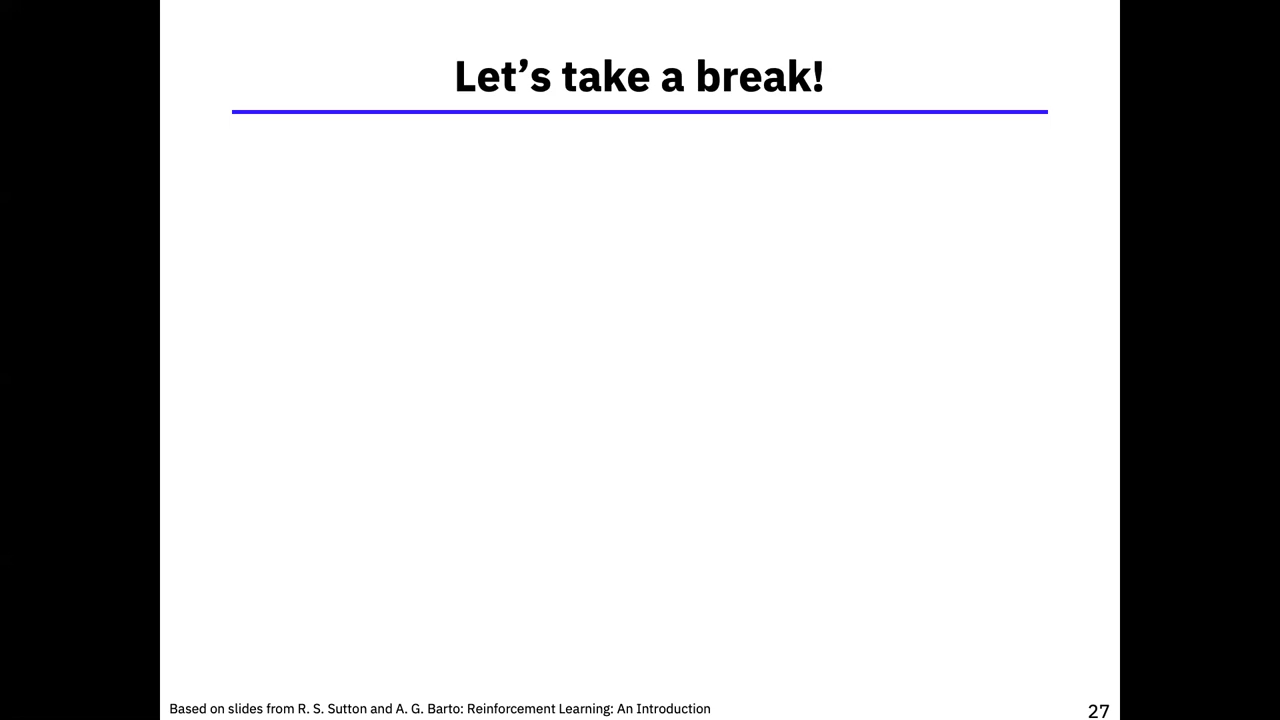 Let’s take a break!
Based on slides from R. S. Sutton and A. G. Barto: Reinforcement Learning: An Introduction
27